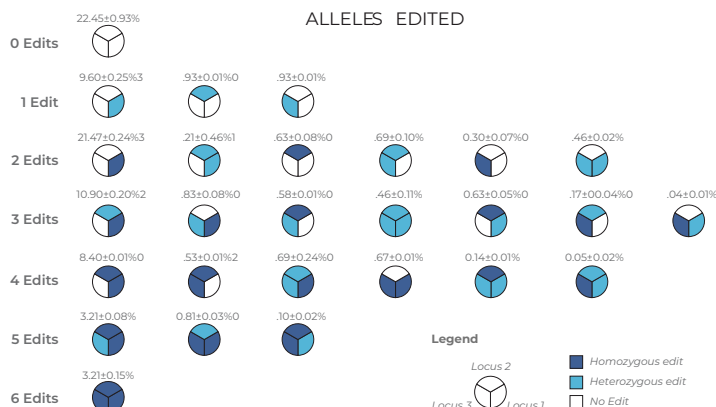 ALLELES EDITED
22.45±0.93%
0 Edits
9.60±0.25%3 .93±0.01%0 .93±0.01%
1 Edit
21.47±0.24%3 .21±0.46%1 .63±0.08%0 .69±0.10% 0.30±0.07%0 .46±0.02%
2 Edits
10.90±0.20%2 .83±0.08%0 .58±0.01%0 .46±0.11% 0.63±0.05%0 .17±00.04%0 .04±0.01%
3 Edits
8.40±0.01%0 .53±0.01%2 .69±0.24%0 .67±0.01% 0.14±0.01% 0.05±0.02%
4 Edits
3.21±0.08% 0.81±0.03%0 .10±0.02%
5 Edits
3.21±0.15%
6 Edits
Legend
Locus 2
Locus 3 Locus 1
Homozygous edit
Heterozygous edit
No Edit